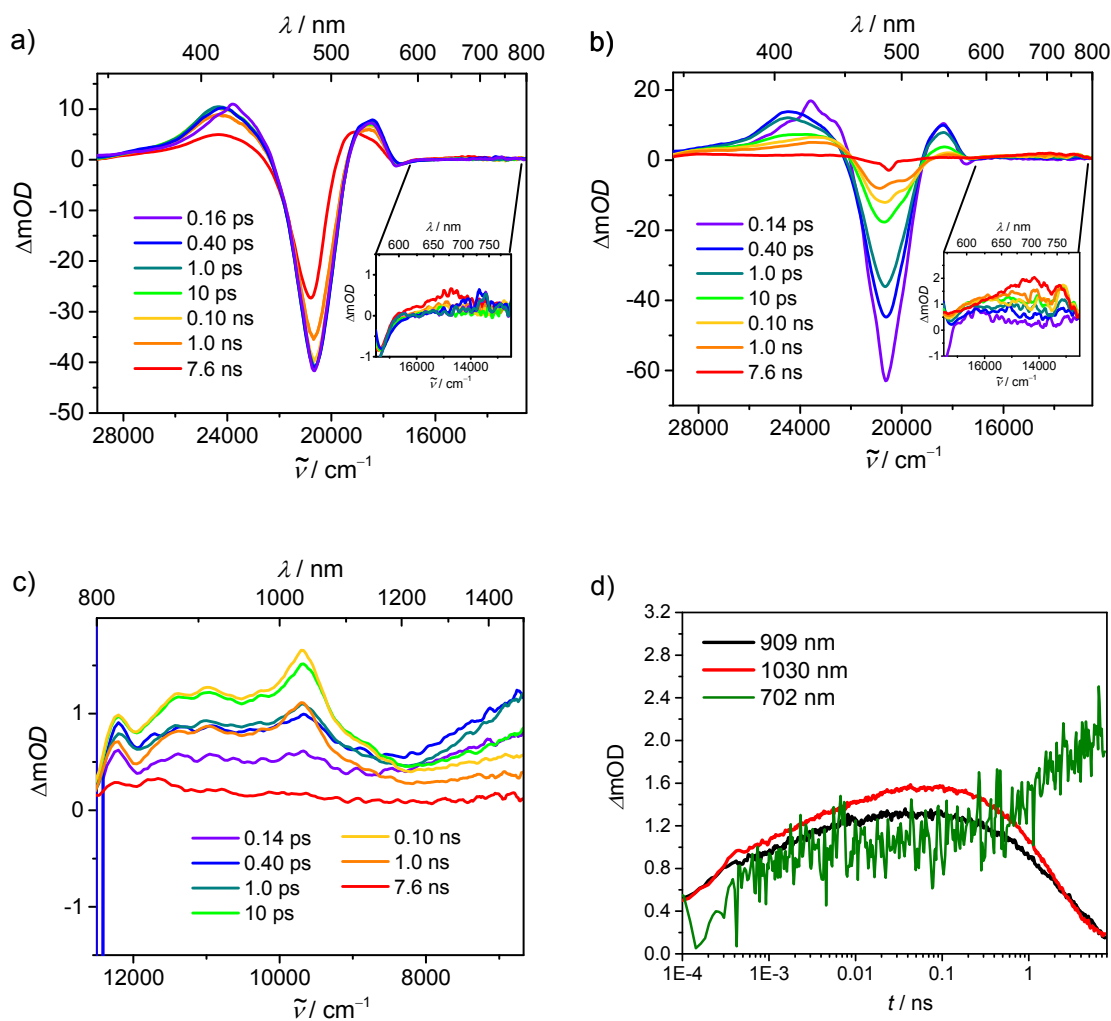 a)
λ / nm
400 500 600 700 800
10
0
-10
-20
-30
-40
-50
ΔmOD
0.16 ps
0.40 ps
1.0 ps
10 ps
0.10 ns
1.0 ns
7.6 ns
λ / nm
600 650 700 750
1
0
-1
ΔmOD
16000 14000
ṽ / cm⁻¹
28000 24000 20000 16000
ṽ / cm⁻¹
b)
λ / nm
400 500 600 700 800
20
0
-20
-40
-60
ΔmOD
0.14 ps
0.40 ps
1.0 ps
10 ps
0.10 ns
1.0 ns
7.6 ns
λ / nm
600 650 700 750
2
1
0
-1
ΔmOD
16000 14000
ṽ / cm⁻¹
28000 24000 20000 16000
ṽ / cm⁻¹
c)
λ / nm
800 1000 1200 1400
1
0
-1
ΔmOD
0.14 ps 0.10 ns
0.40 ps 1.0 ns
1.0 ps 7.6 ns
10 ps
12000 10000 8000
ṽ / cm⁻¹
d)
3.2
2.8
2.4
2.0
1.6
1.2
0.8
0.4
0.0
ΔmOD
909 nm
1030 nm
702 nm
1E-4 1E-3 0.01 0.1 1
t / ns